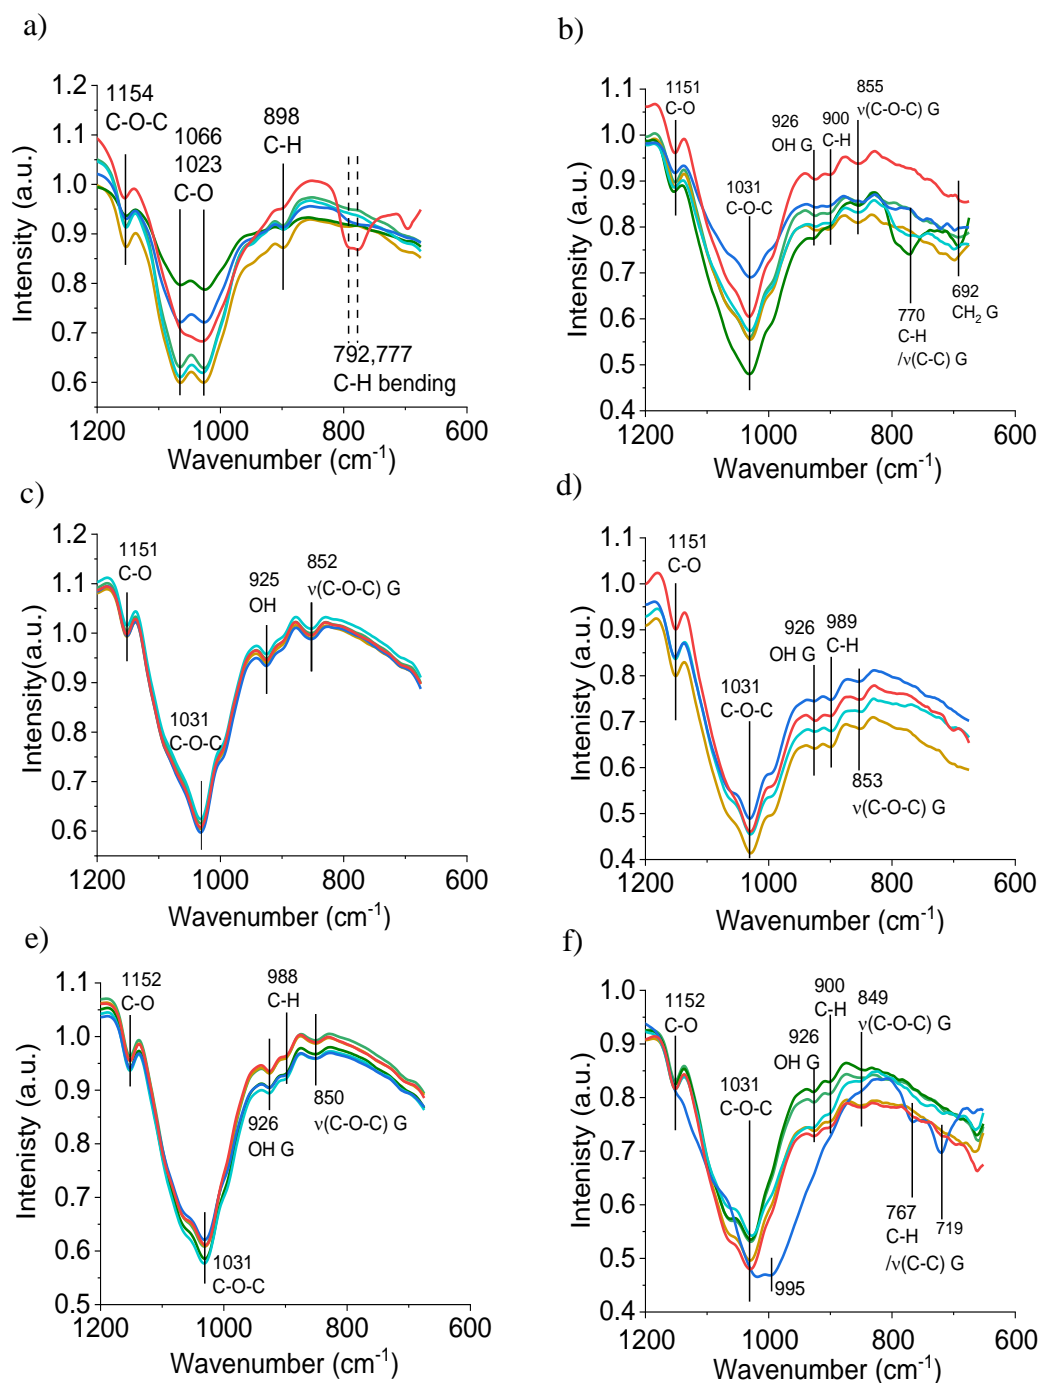 a)
1.2
1.1
1.0
0.9
0.8
0.7
0.6
1154
C-O-C
1066
1023
C-O
898
C-H
792,777
C-H bending
1200
1000
800
600
Intensity (a.u.)
Wavenumber (cm-1)
b)
1.1
1.0
0.9
0.8
0.7
0.6
0.5
0.4
1151
C-O
1031
C-O-C
926
OH G
900
C-H
855
ν(C-O-C) G
770
C-H
/ν(C-C) G
692
CH2 G
1200
1000
800
600
Intensity (a.u.)
Wavenumber (cm-1)
c)
1.2
1.1
1.0
0.9
0.8
0.7
0.6
1151
C-O
1031
C-O-C
925
OH
852
ν(C-O-C) G
1200
1000
800
600
Intensity(a.u.)
Wavenumber (cm-1)
d)
1.1
1.0
0.9
0.8
0.7
0.6
0.5
0.4
1151
C-O
1031
C-O-C
926
OH G
989
C-H
853
ν(C-O-C) G
1200
1000
800
600
Intenisty (a.u.)
Wavenumber (cm-1)
e)
1.1
1.0
0.9
0.8
0.7
0.6
0.5
1152
C-O
1031
C-O-C
988
C-H
926
OH G
850
ν(C-O-C) G
1200
1000
800
600
Intenisty (a.u.)
Wavenumber (cm-1)
f)
1.0
0.9
0.8
0.7
0.6
0.5
0.4
1152
C-O
1031
C-O-C
926
OH G
900
C-H
849
ν(C-O-C) G
767
C-H
/ν(C-C) G
719
995
1200
1000
800
600
Intenisty (a.u.)
Wavenumber (cm-1)